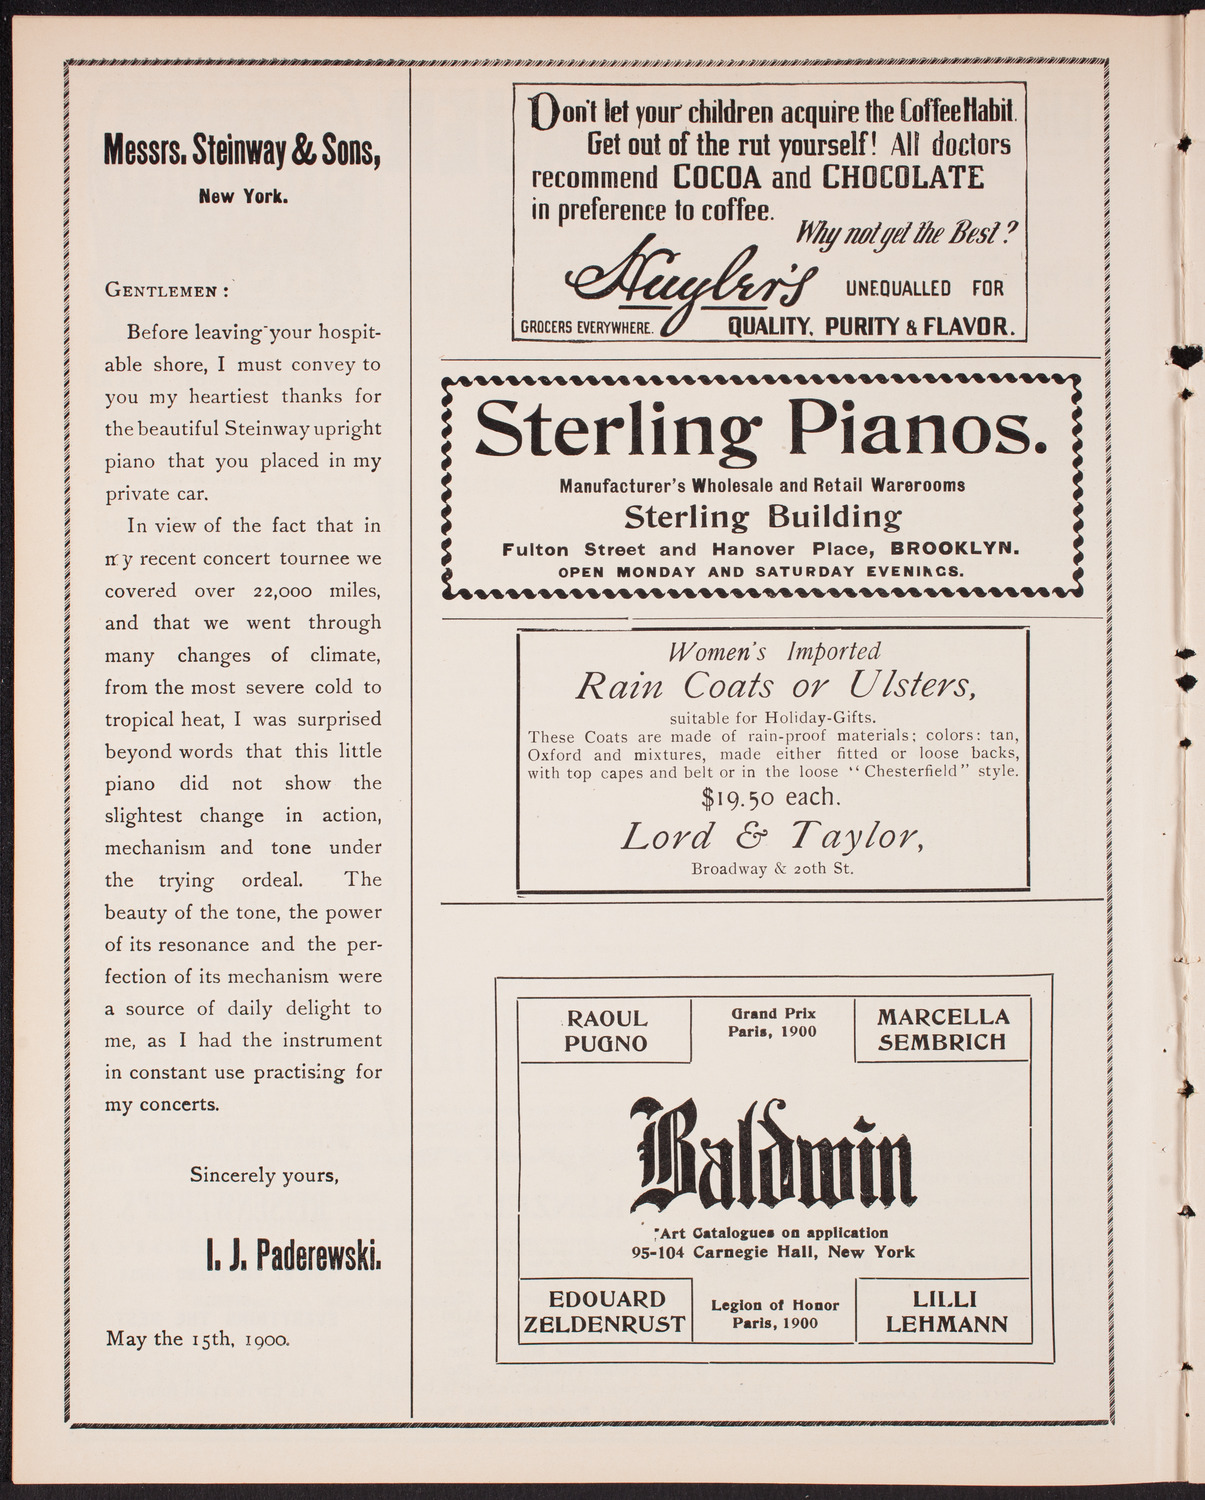 Messrs. Steinway & Sons,
New York.
GENTLEMEN :
Before leaving your hospit-
able shore, I must convey to
you my heartiest thanks for
the beautiful Steinway upright
piano that you placed in my
private car.
In view of the fact that in
my recent concert tournee we
covered over 22,000 miles,
and that we went through
many changes of climate,
from the most severe cold to
tropical heat, I was surprised
beyond words that this little
piano did not show the
slightest change in action,
mechanism and tone under
the trying ordeal. The
beauty of the tone, the power
of its resonance and the per-
fection of its mechanism were
a source of daily delight to
me, as I had the instrument
in constant use practising for
my concerts.
Sincerely yours,
I. J. Paderewski.
May the 15th, 1900.
Don't let your children acquire the Coffee Habit.
Get out of the rut yourself! All doctors
recommend COCOA and CHOCOLATE
in preference to coffee.
Why not get the Best?
Huyler's UNEQUALLED FOR
GROCERS EVERYWHERE. QUALITY, PURITY & FLAVOR.
Sterling Pianos.
Manufacturer's Wholesale and Retail Warerooms
Sterling Building
Fulton Street and Hanover Place, BROOKLYN.
OPEN MONDAY AND SATURDAY EVENINGS.
Women's Imported
Rain Coats or Ulsters,
suitable for Holiday-Gifts.
These Coats are made of rain-proof materials; colors: tan,
Oxford and mixtures, made either fitted or loose backs,
with top capes and belt or in the loose "Chesterfield" style.
$19.50 each.
Lord & Taylor,
Broadway & 20th St.
RAOUL
PUGNO
Grand Prix
Paris, 1900
MARCELLA
SEMBRICH
Baldwin
Art Catalogues on application
95-104 Carnegie Hall, New York
EDOUARD
ZELDENRUST
Legion of Honor
Paris, 1900
LILLI
LEHMANN